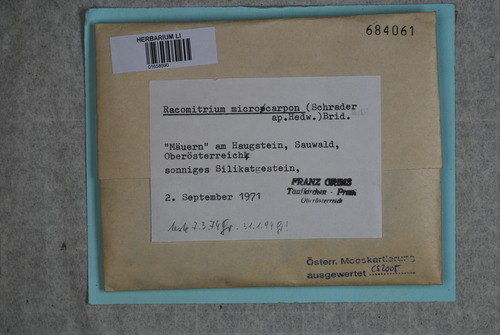 684061
HERBARIUM LI
Racomitrium microcarpon (Schrader
ap.Hedw.)Brid.
"Mäuern" am Haugstein, Sauwald,
Oberösterreich
sonniges Silikatgestein,
2. September 1971
FRANZ GRIMS
Taufkirchen - Pram
Oberösterreich
Österr. Mooskartierung
ausgewertet